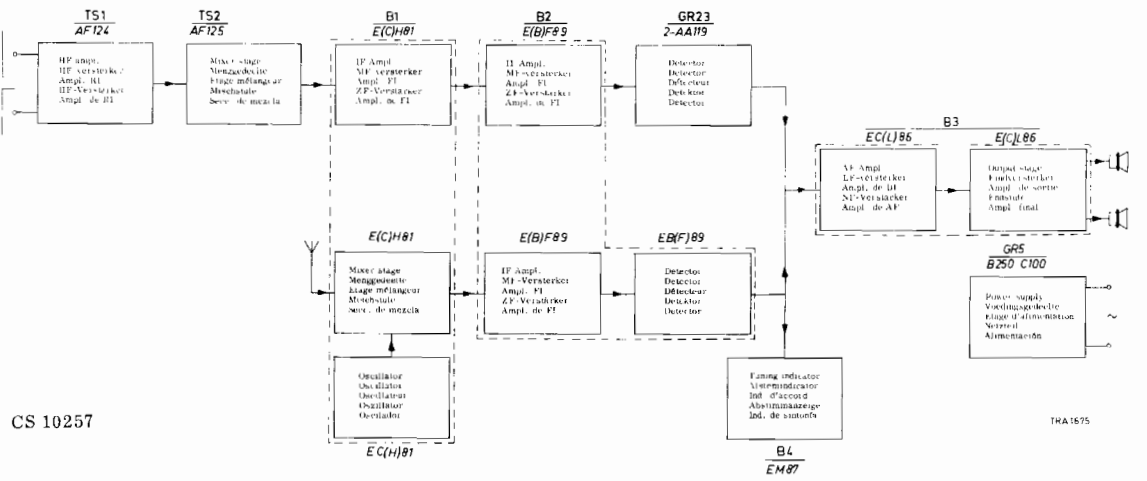 TS1
AF124
HF ampl.
HF versterker
Ampl. RI
HF-Verstärker
Ampl. de RI
TS2
AF125
Mixer stage
Menggedeelte
Etage mélangeur
Mischstufe
Secc. de mezcla
B1
E(C)H81
IF Ampl.
MF versterker
Ampl. FI
ZF-Verstärker
Ampl. de FI
B2
E(B)F89
IF Ampl.
MF-versterker
Ampl. FI
ZF-Verstärker
Ampl. de FI
GR23
2-AA119
Detector
Detector
Détecteur
Detektor
Detector
B3
EC(L)86
AF Ampl.
LF-versterker
Ampl. de BF
NF-Verstärker
Ampl. de AF
E(C)L86
Output stage
Eindversterker
Ampl. de sortie
Endstufe
Ampl. final
E(C)H81
Mixer stage
Menggedeelte
Etage mélangeur
Mischstufe
Secc. de mezcla
E(B)F89
IF Ampl.
MF-Versterker
Ampl. FI
ZF-Verstärker
Ampl. de FI
EB(F)89
Detector
Detector
Détecteur
Detektor
Detector
GR5
B250 C100
Power supply
Voedingsgedeelte
Etage d'alimentation
Netzteil
Alimentación
~
Oscillator
Oscillator
Oscillateur
Oszillator
Oscilador
EC(H)81
Tuning indicator
Afstemindicator
Ind. d'accord
Abstimmanzeige
Ind. de sintonía
B4
EM87
CS 10257
TRA1675